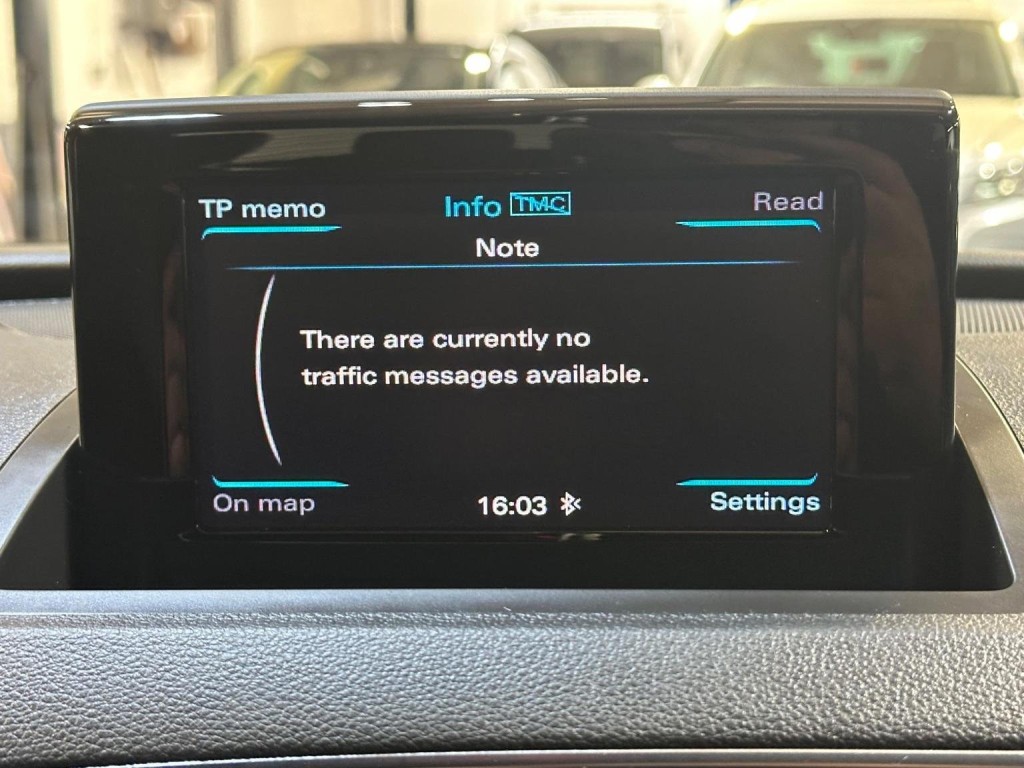 TP memo Info TMC Read
Note
There are currently no
traffic messages available.
On map 16:03 Settings